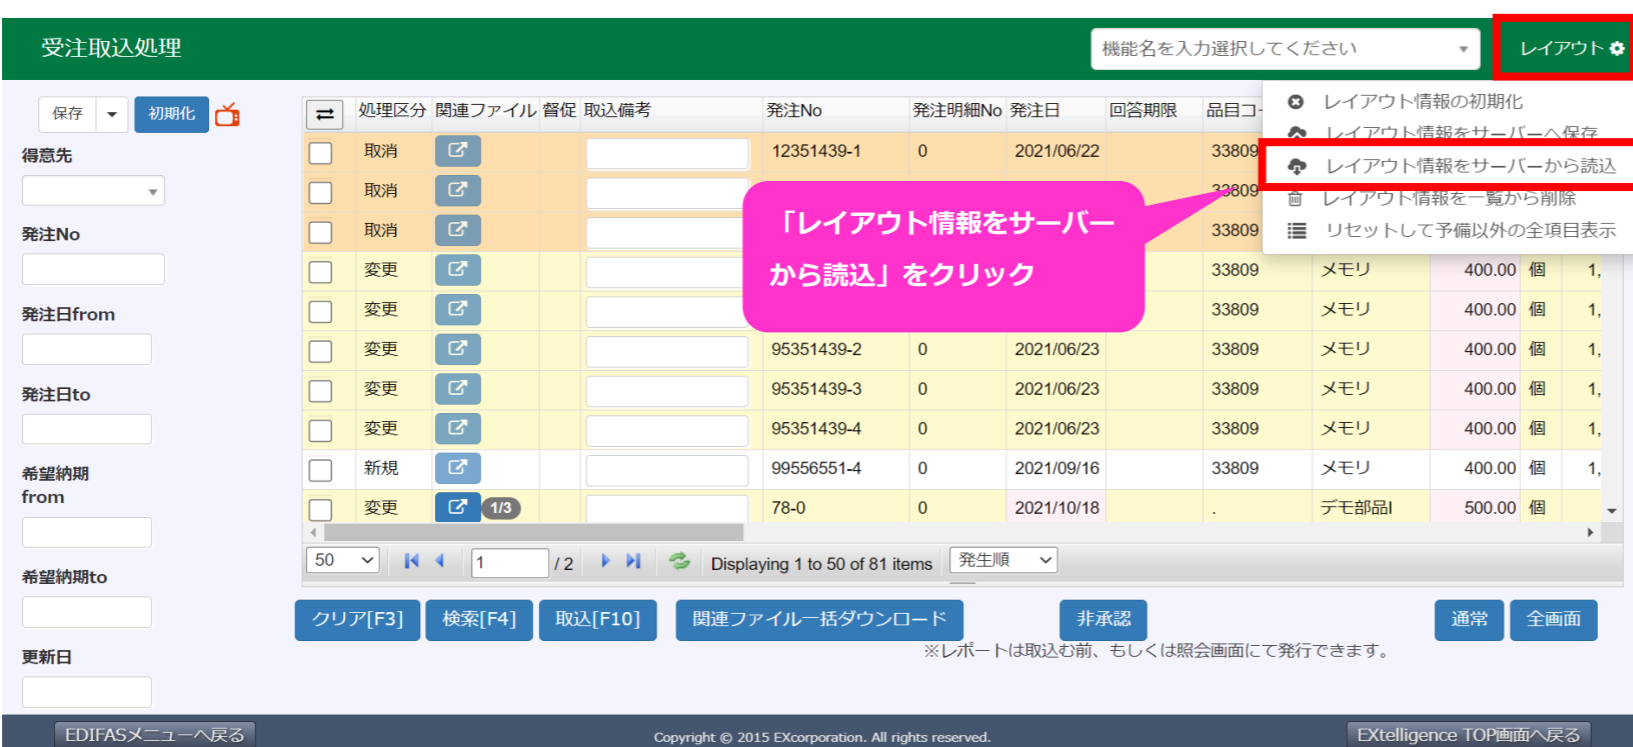 受注取込処理
機能名を入力選択してください
レイアウト
保存
初期化
レイアウト情報の初期化
レイアウト情報をサーバーへ保存
レイアウト情報をサーバーから読込
レイアウト情報を一覧から削除
リセットして予備以外の全項目表示
得意先
発注No
発注日from
発注日to
希望納期
from
希望納期to
更新日
処理区分 関連ファイル 督促 取込備考 発注No 発注明細No 発注日 回答期限 品目コー
取消 12351439-1 0 2021/06/22 33809
取消 33809
取消 33809
変更 33809 メモリ 400.00 個 1,
変更 33809 メモリ 400.00 個 1,
変更 95351439-2 0 2021/06/23 33809 メモリ 400.00 個 1,
変更 95351439-3 0 2021/06/23 33809 メモリ 400.00 個 1,
変更 95351439-4 0 2021/06/23 33809 メモリ 400.00 個 1,
新規 99556551-4 0 2021/09/16 33809 メモリ 400.00 個 1,
変更 1/3 78-0 0 2021/10/18 . デモ部品I 500.00 個
「レイアウト情報をサーバー
から読込」をクリック
50 1 / 2 Displaying 1 to 50 of 81 items 発生順
クリア[F3] 検索[F4] 取込[F10] 関連ファイル一括ダウンロード 非承認 通常 全画面
※レポートは取込む前、もしくは照会画面にて発行できます。
EDIFASメニューへ戻る
Copyright © 2015 EXcorporation. All rights reserved.
EXtelligence TOP画面へ戻る